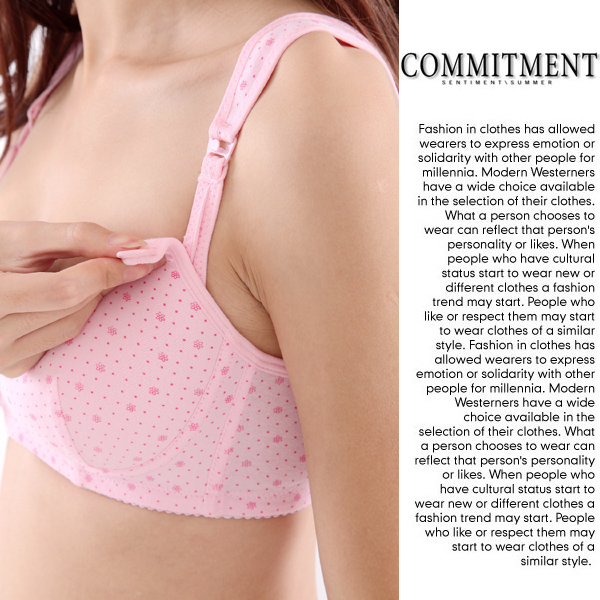 COMMITMENT
SENTIMENT\SUMMER
Fashion in clothes has allowed
wearers to express emotion or
solidarity with other people for
millennia. Modern Westerners
have a wide choice available
in the selection of their clothes.
What a person chooses to
wear can reflect that person's
personality or likes. When
people who have cultural
status start to wear new or
different clothes a fashion
trend may start. People who
like or respect them may start
to wear clothes of a similar
style. Fashion in clothes has
allowed wearers to express
emotion or solidarity with other
people for millennia. Modern
Westerners have a wide
choice available in the
selection of their clothes. What
a person chooses to wear can
reflect that person's personality
or likes. When people who
have cultural status start to
wear new or different clothes a
fashion trend may start. People
who like or respect them may
start to wear clothes of a
similar style.